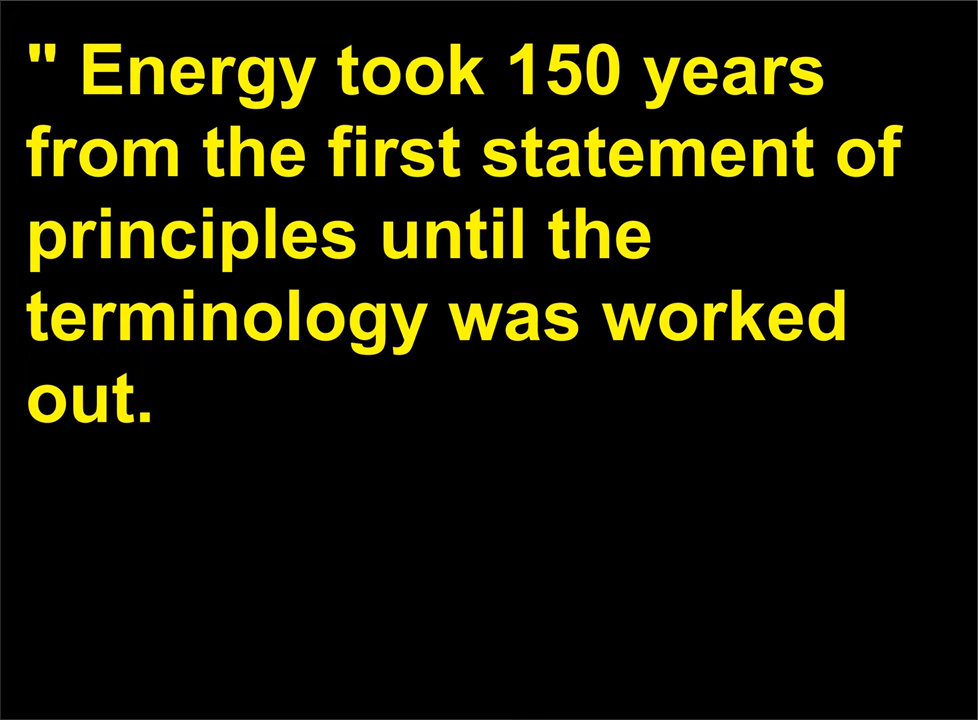 " Energy took 150 years
from the first statement of
principles until the
terminology was worked
out.